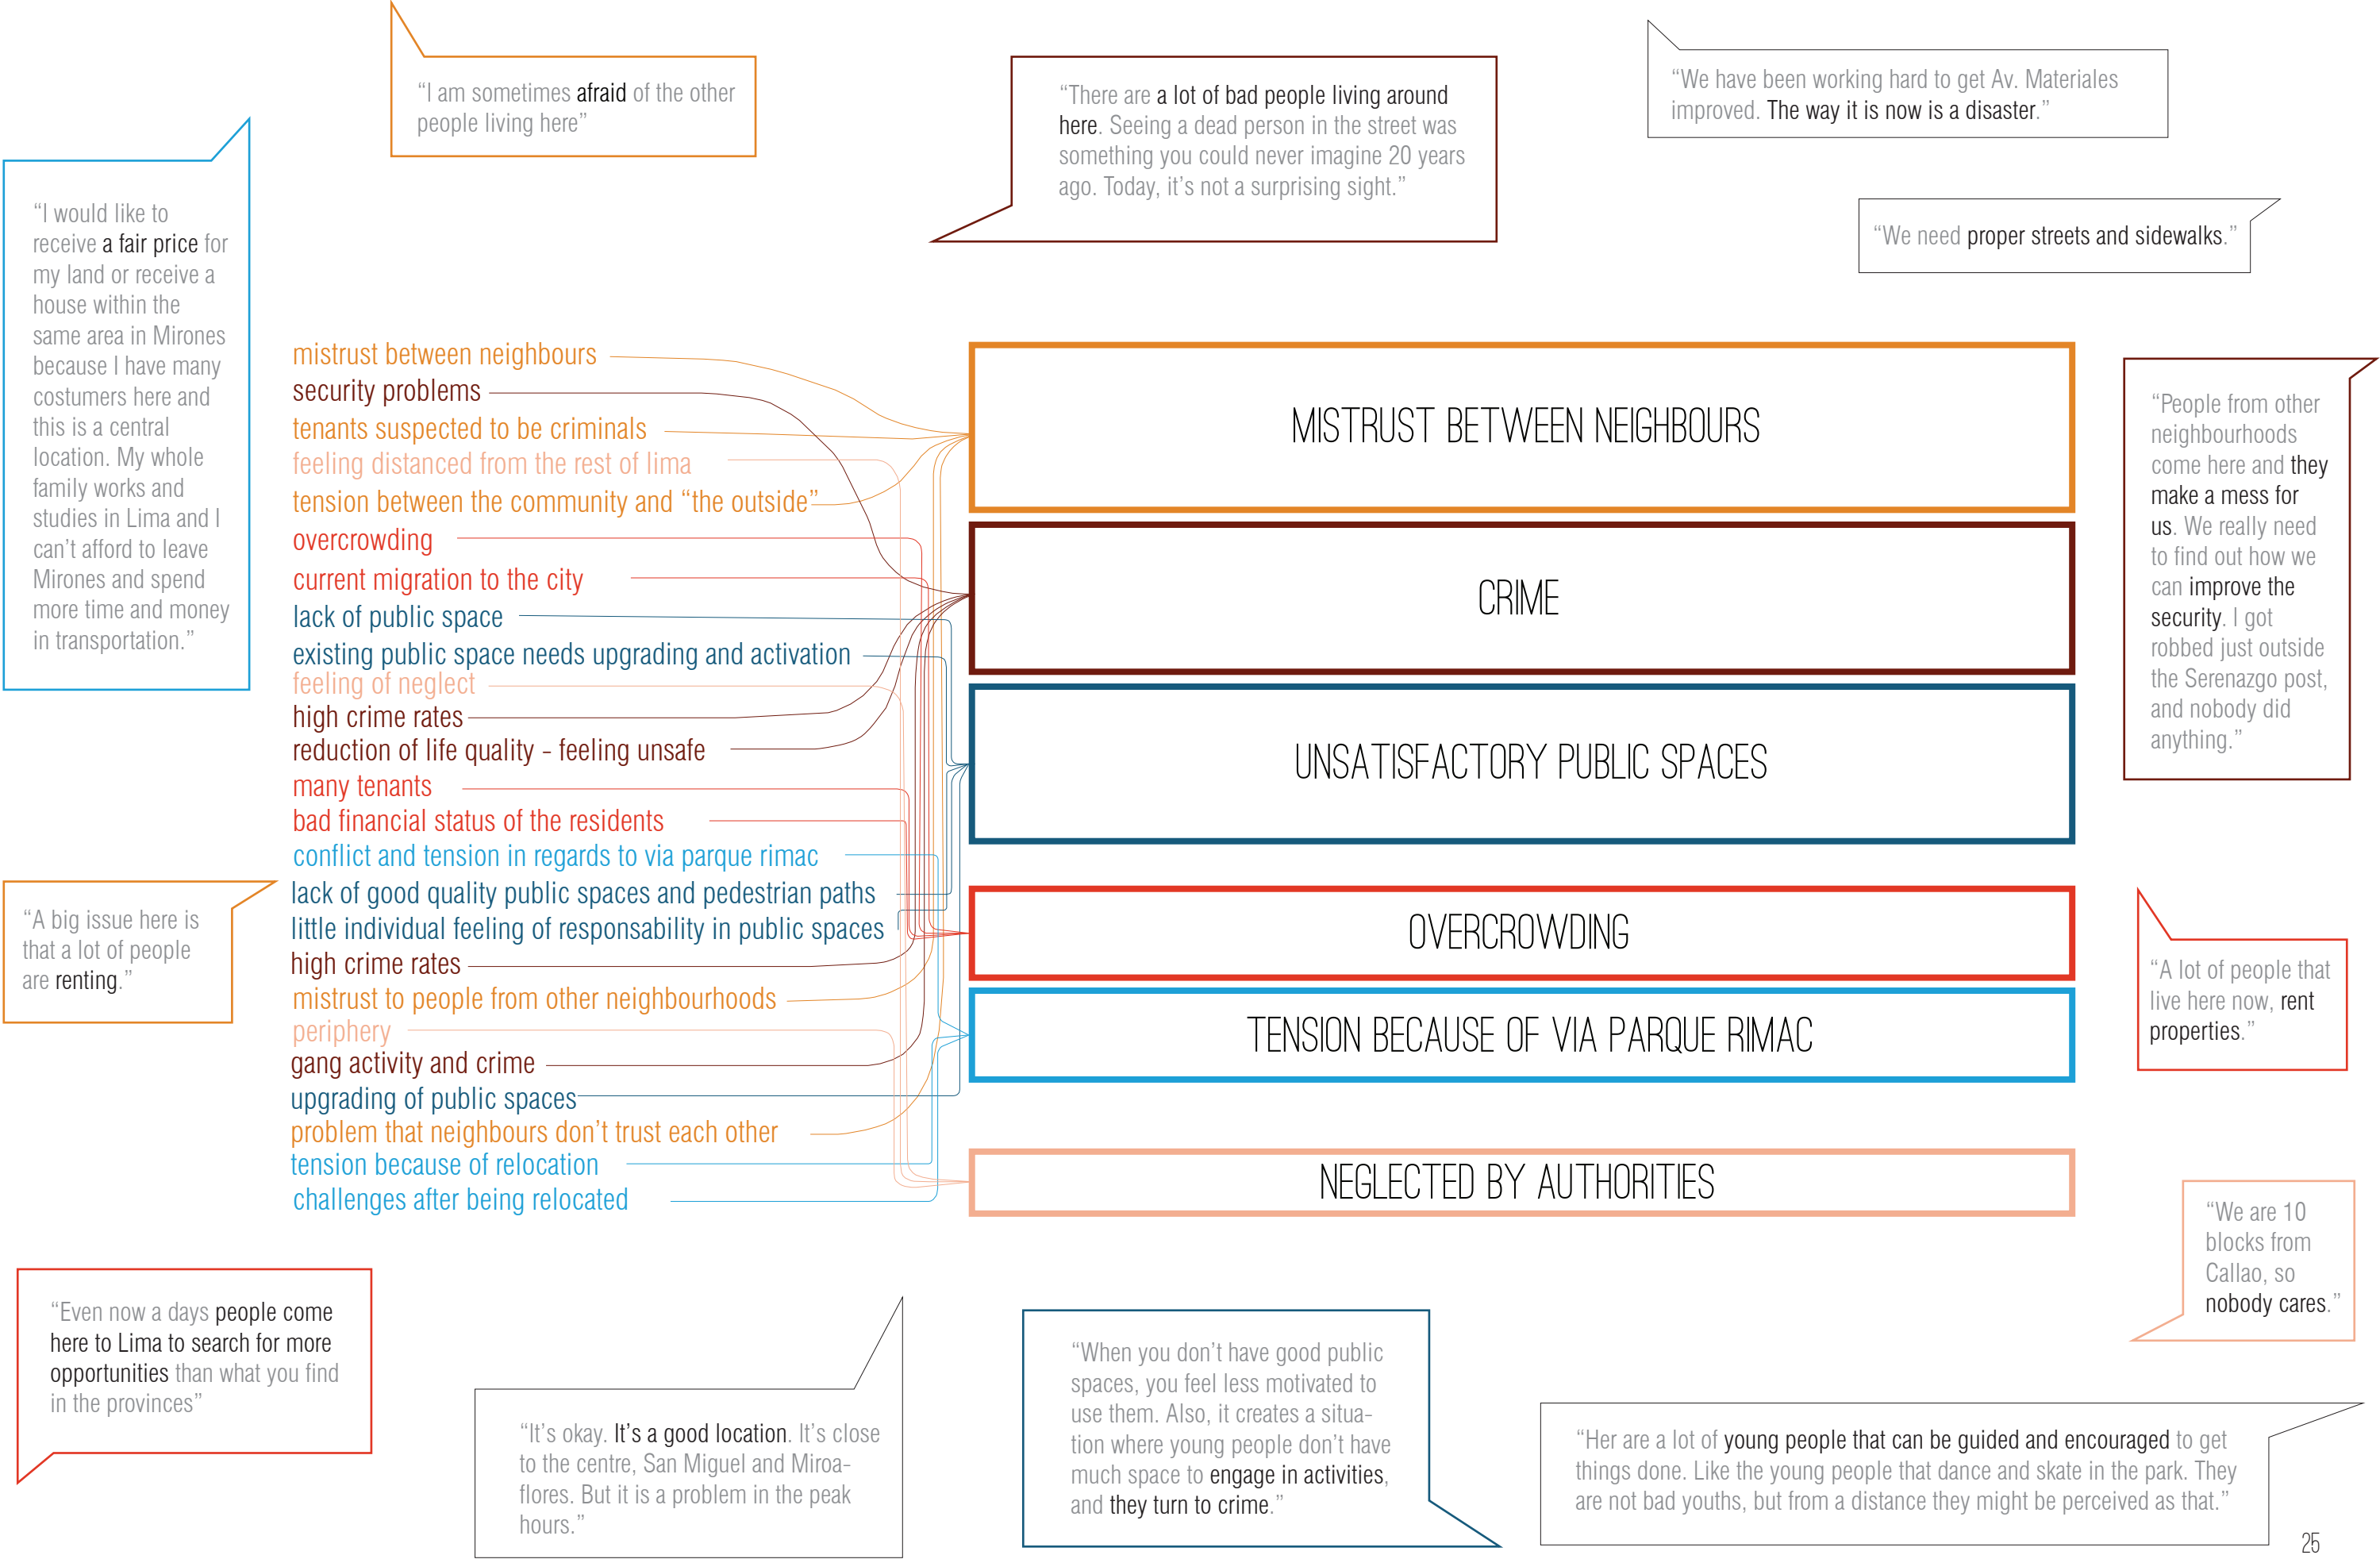 “I am sometimes afraid of the other
people living here”
“There are a lot of bad people living around
here. Seeing a dead person in the street was
something you could never imagine 20 years
ago. Today, it’s not a surprising sight.”
“We have been working hard to get Av. Materiales
improved. The way it is now is a disaster.”
“We need proper streets and sidewalks.”
“I would like to
receive a fair price for
my land or receive a
house within the
same area in Mirones
because I have many
costumers here and
this is a central
location. My whole
family works and
studies in Lima and I
can’t afford to leave
Mirones and spend
more time and money
in transportation.”
mistrust between neighbours
security problems
tenants suspected to be criminals
feeling distanced from the rest of lima
tension between the community and “the outside”
overcrowding
current migration to the city
lack of public space
existing public space needs upgrading and activation
feeling of neglect
high crime rates
reduction of life quality - feeling unsafe
many tenants
bad financial status of the residents
conflict and tension in regards to via parque rimac
lack of good quality public spaces and pedestrian paths
little individual feeling of responsability in public spaces
high crime rates
mistrust to people from other neighbourhoods
periphery
gang activity and crime
upgrading of public spaces
problem that neighbours don’t trust each other
tension because of relocation
challenges after being relocated
MISTRUST BETWEEN NEIGHBOURS
CRIME
UNSATISFACTORY PUBLIC SPACES
OVERCROWDING
TENSION BECAUSE OF VIA PARQUE RIMAC
NEGLECTED BY AUTHORITIES
“People from other
neighbourhoods
come here and they
make a mess for
us. We really need
to find out how we
can improve the
security. I got
robbed just outside
the Serenazgo post,
and nobody did
anything.”
“A big issue here is
that a lot of people
are renting.”
“A lot of people that
live here now, rent
properties.”
“We are 10
blocks from
Callao, so
nobody cares.”
“Even now a days people come
here to Lima to search for more
opportunities than what you find
in the provinces”
“It’s okay. It’s a good location. It’s close
to the centre, San Miguel and Miroa-
flores. But it is a problem in the peak
hours.”
“When you don’t have good public
spaces, you feel less motivated to
use them. Also, it creates a situa-
tion where young people don’t have
much space to engage in activities,
and they turn to crime.”
“Her are a lot of young people that can be guided and encouraged to get
things done. Like the young people that dance and skate in the park. They
are not bad youths, but from a distance they might be perceived as that.”
25